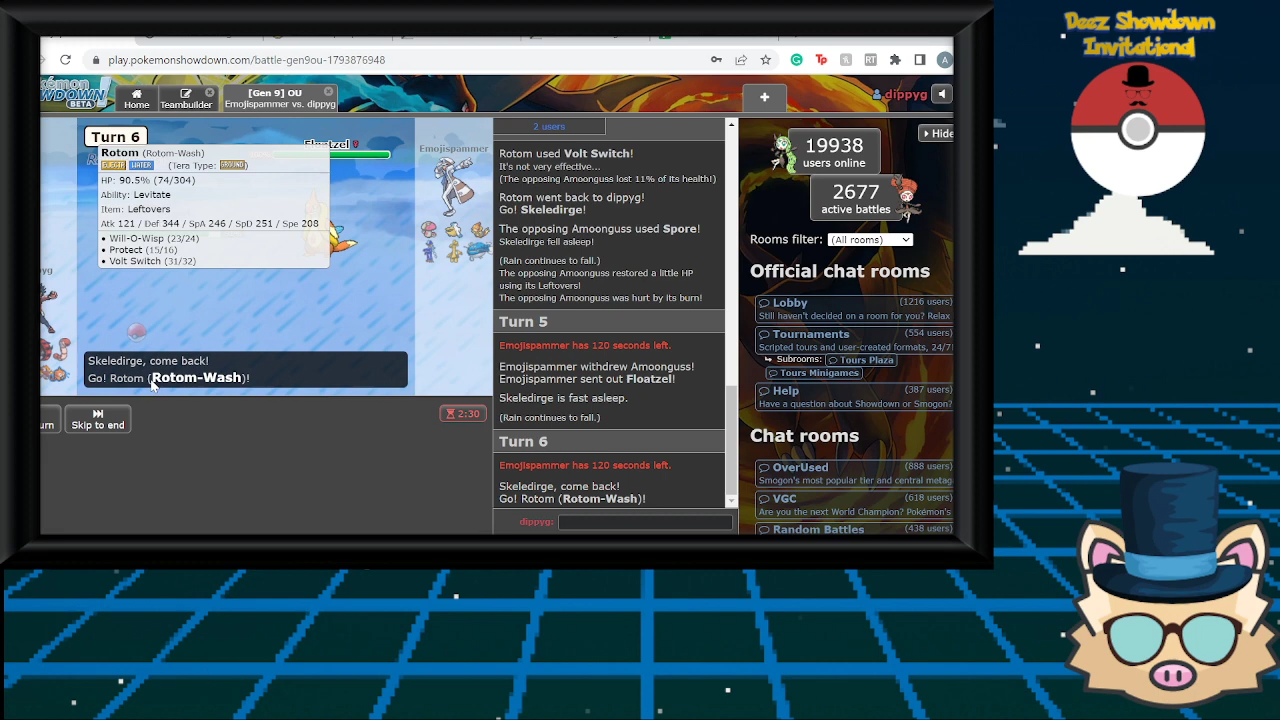 Deez Showdown
Invitational
play.pokemonshowdown.com/battle-gen9ou-1793876948
OWDOWN
BETA
Home
Teambuilder
[Gen 9] OU
Emojispammer vs. dippyg
dippyg
Turn 6
Floatzel
Rotom (Rotom-Wash)
ELECTR WATER (Tera Type: GROUND)
HP: 90.5% (74/304)
Ability: Levitate
Item: Leftovers
Atk 121 / Def 344 / SpA 246 / SpD 251 / Spe 208
• Will-O-Wisp (23/24)
• Protect (15/16)
• Volt Switch (31/32)
Emojispammer
Skeledirge, come back!
Go! Rotom (Rotom-Wash)!
Skip to end
2:30
2 users
Rotom used Volt Switch!
It's not very effective...
(The opposing Amoonguss lost 11% of its health!)
Rotom went back to dippyg!
Go! Skeledirge!
The opposing Amoonguss used Spore!
Skeledirge fell asleep!
(Rain continues to fall.)
The opposing Amoonguss restored a little HP
using its Leftovers!
The opposing Amoonguss was hurt by its burn!
Turn 5
Emojispammer has 120 seconds left.
Emojispammer withdrew Amoonguss!
Emojispammer sent out Floatzel!
Skeledirge is fast asleep.
(Rain continues to fall.)
Turn 6
Emojispammer has 120 seconds left.
Skeledirge, come back!
Go! Rotom (Rotom-Wash)!
dippyg:
Hide
19938
users online
2677
active battles
Rooms filter: (All rooms)
Official chat rooms
Lobby (1216 users)
Still haven't decided on a room for you? Relax
Tournaments (554 users)
Scripted tours and user-created formats, 24/7!
Subrooms: Tours Plaza
Tours Minigames
Help (387 users)
Have a question about Showdown or Smogon?
Chat rooms
OverUsed (888 users)
Smogon's most popular tier and central metag
VGC (618 users)
Are you the next World Champion? Pokémon's
Random Battles (438 users)